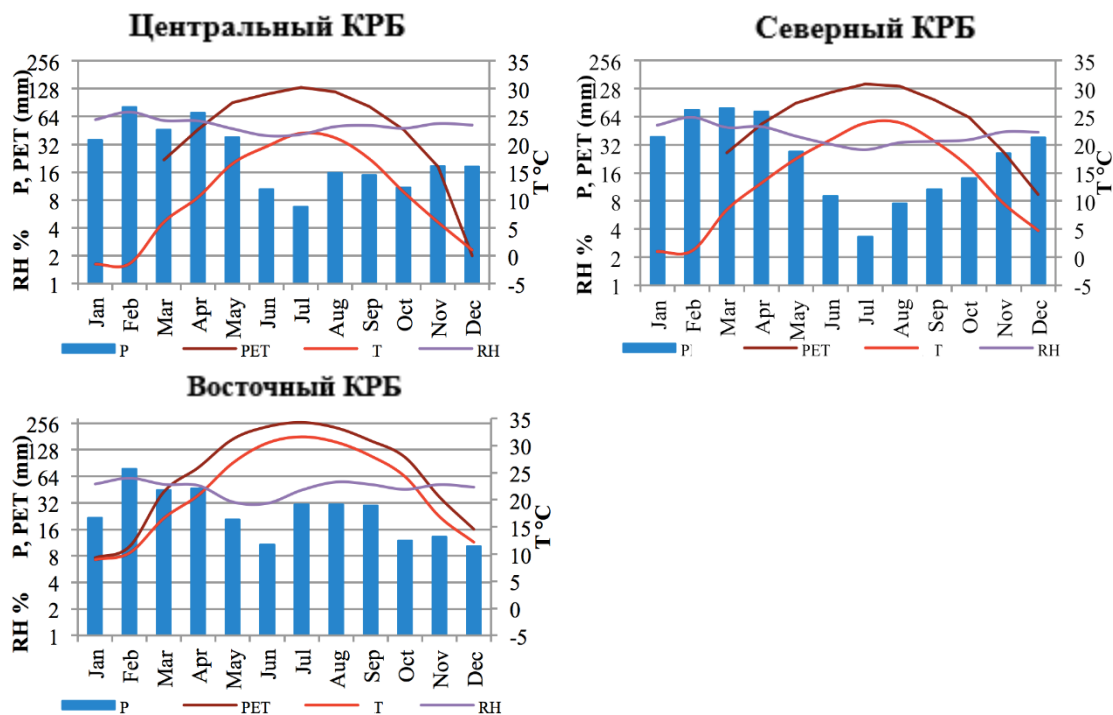 Центральный КРБ
256
128
64
32
16
8
4
2
1
RH %
P, PET (mm)
35
30
25
20
15
10
5
0
-5
T °C
Jan
Feb
Mar
Apr
May
Jun
Jul
Aug
Sep
Oct
Nov
Dec
P
PET
T
RH
Северный КРБ
256
128
64
32
16
8
4
2
1
RH %
P, PET (mm)
35
30
25
20
15
10
5
0
-5
T °C
Jan
Feb
Mar
Apr
May
Jun
Jul
Aug
Sep
Oct
Nov
Dec
P
PET
T
RH
Восточный КРБ
256
128
64
32
16
8
4
2
1
RH %
P, PET (mm)
35
30
25
20
15
10
5
0
-5
T °C
Jan
Feb
Mar
Apr
May
Jun
Jul
Aug
Sep
Oct
Nov
Dec
P
PET
T
RH